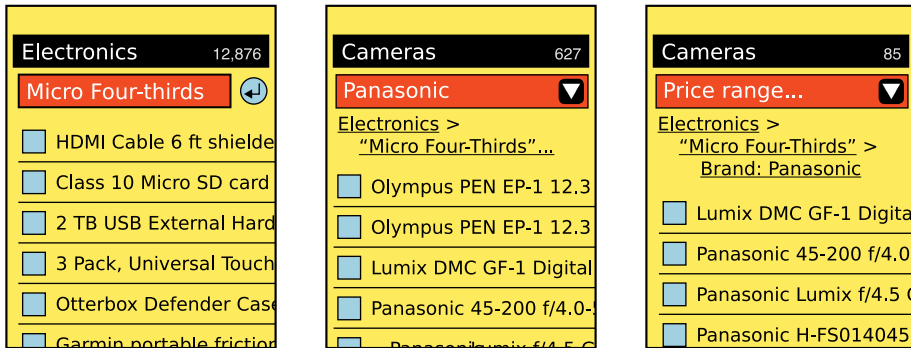 Electronics 12,876
Micro Four-thirds
HDMI Cable 6 ft shielde
Class 10 Micro SD card
2 TB USB External Hard
3 Pack, Universal Touch
Otterbox Defender Case
Garmin portable friction
Cameras 627
Panasonic
Electronics >
“Micro Four-Thirds”...
Olympus PEN EP-1 12.3
Olympus PEN EP-1 12.3
Lumix DMC GF-1 Digital
Panasonic 45-200 f/4.0-5
Cameras 85
Price range...
Electronics >
“Micro Four-Thirds” >
Brand: Panasonic
Lumix DMC GF-1 Digita
Panasonic 45-200 f/4.0
Panasonic Lumix f/4.5 G
Panasonic H-FS014045